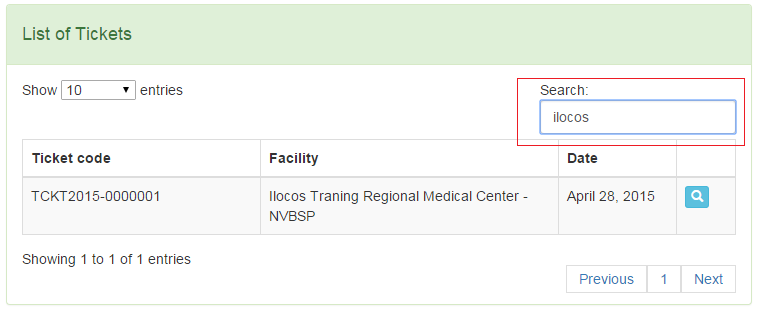 List of Tickets
Show 10 entries
Search:
ilocos
Ticket code Facility Date
TCKT2015-0000001 Ilocos Traning Regional Medical Center - April 28, 2015
NVBSP
Showing 1 to 1 of 1 entries
Previous 1 Next